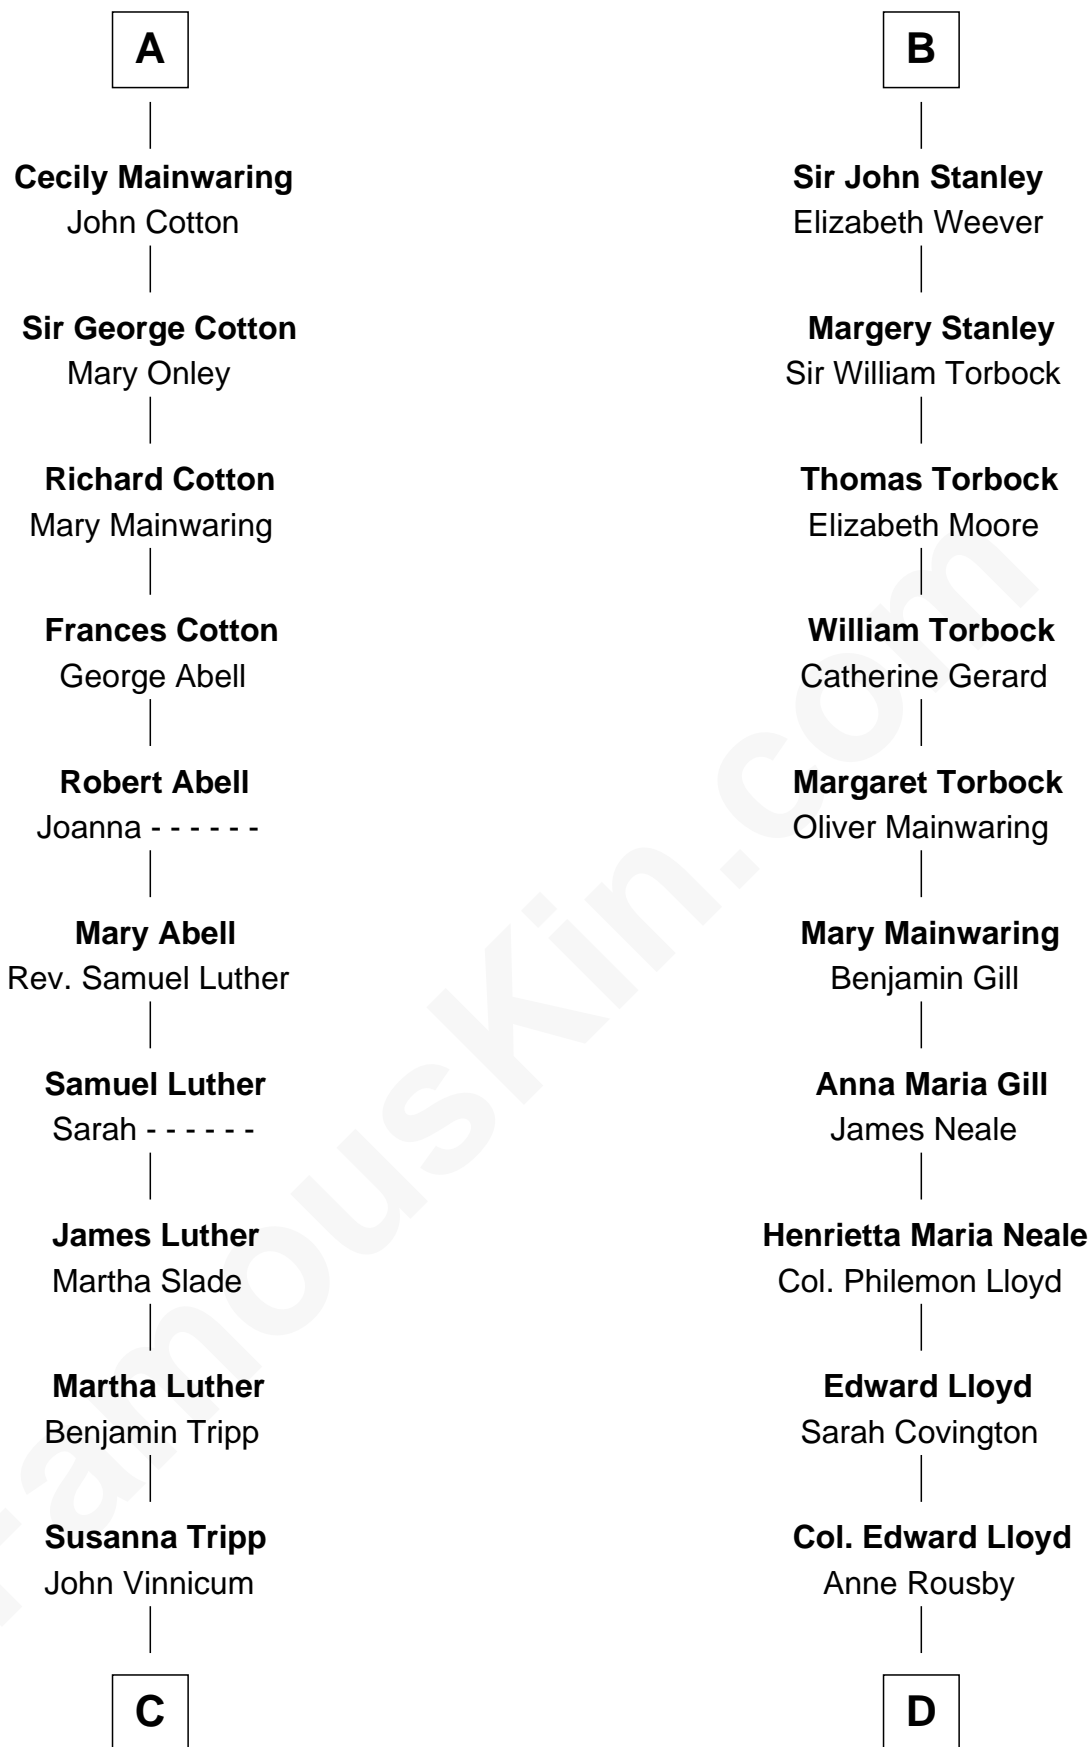 A
Cecily Mainwaring
John Cotton
Sir George Cotton
Mary Onley
Richard Cotton
Mary Mainwaring
Frances Cotton
George Abell
Robert Abell
Joanna - - - - - -
Mary Abell
Rev. Samuel Luther
Samuel Luther
Sarah - - - - - -
James Luther
Martha Slade
Martha Luther
Benjamin Tripp
Susanna Tripp
John Vinnicum
C
B
Sir John Stanley
Elizabeth Weever
Margery Stanley
Sir William Torbock
Thomas Torbock
Elizabeth Moore
William Torbock
Catherine Gerard
Margaret Torbock
Oliver Mainwaring
Mary Mainwaring
Benjamin Gill
Anna Maria Gill
James Neale
Henrietta Maria Neale
Col. Philemon Lloyd
Edward Lloyd
Sarah Covington
Col. Edward Lloyd
Anne Rousby
D
FamousKin.com